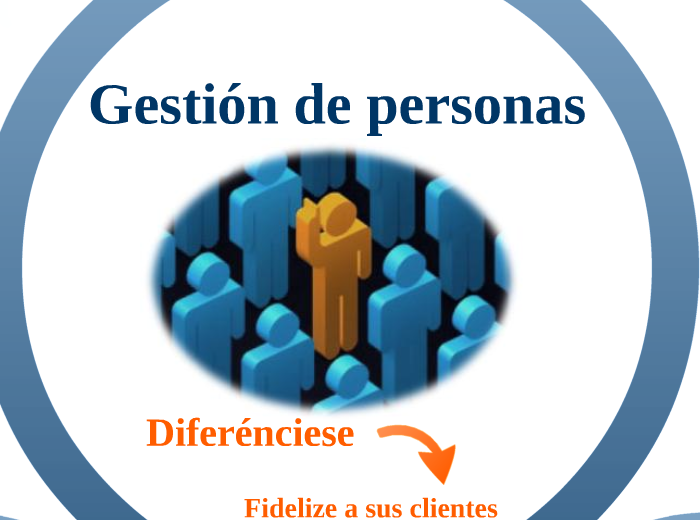 Gestión de personas
Diferénciese
Fidelize a sus clientes